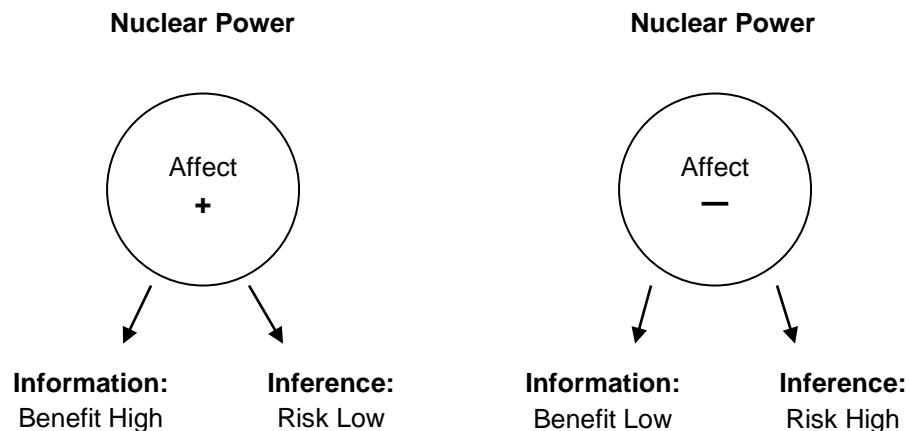 Nuclear Power
Affect
+
Information:
Benefit High
Inference:
Risk Low
Nuclear Power
Affect
—
Information:
Benefit Low
Inference:
Risk High